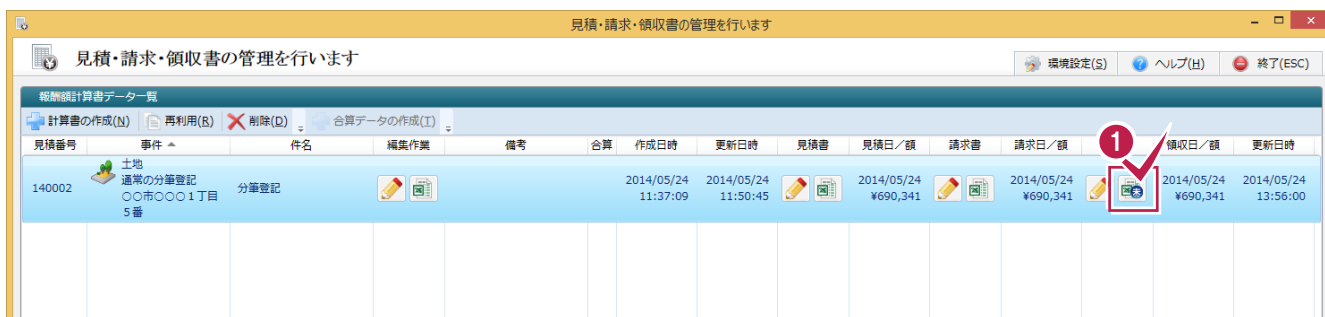 見積・請求・領収書の管理を行います
見積・請求・領収書の管理を行います
環境設定(S) ヘルプ(H) 終了(ESC)
報酬額計算書データ一覧
計算書の作成(N) 再利用(R) 削除(D) 合算データの作成(I)
見積番号 事件 件名 編集作業 備考 合算 作成日時 更新日時 見積書 見積日/額 請求書 請求日/額 領収日/額 更新日時
1
140002
土地
通常の分筆登記
○○市○○○1丁目
5番
分筆登記
2014/05/24
11:37:09
2014/05/24
11:50:45
2014/05/24
¥690,341
2014/05/24
¥690,341
未
2014/05/24
¥690,341
2014/05/24
13:56:00